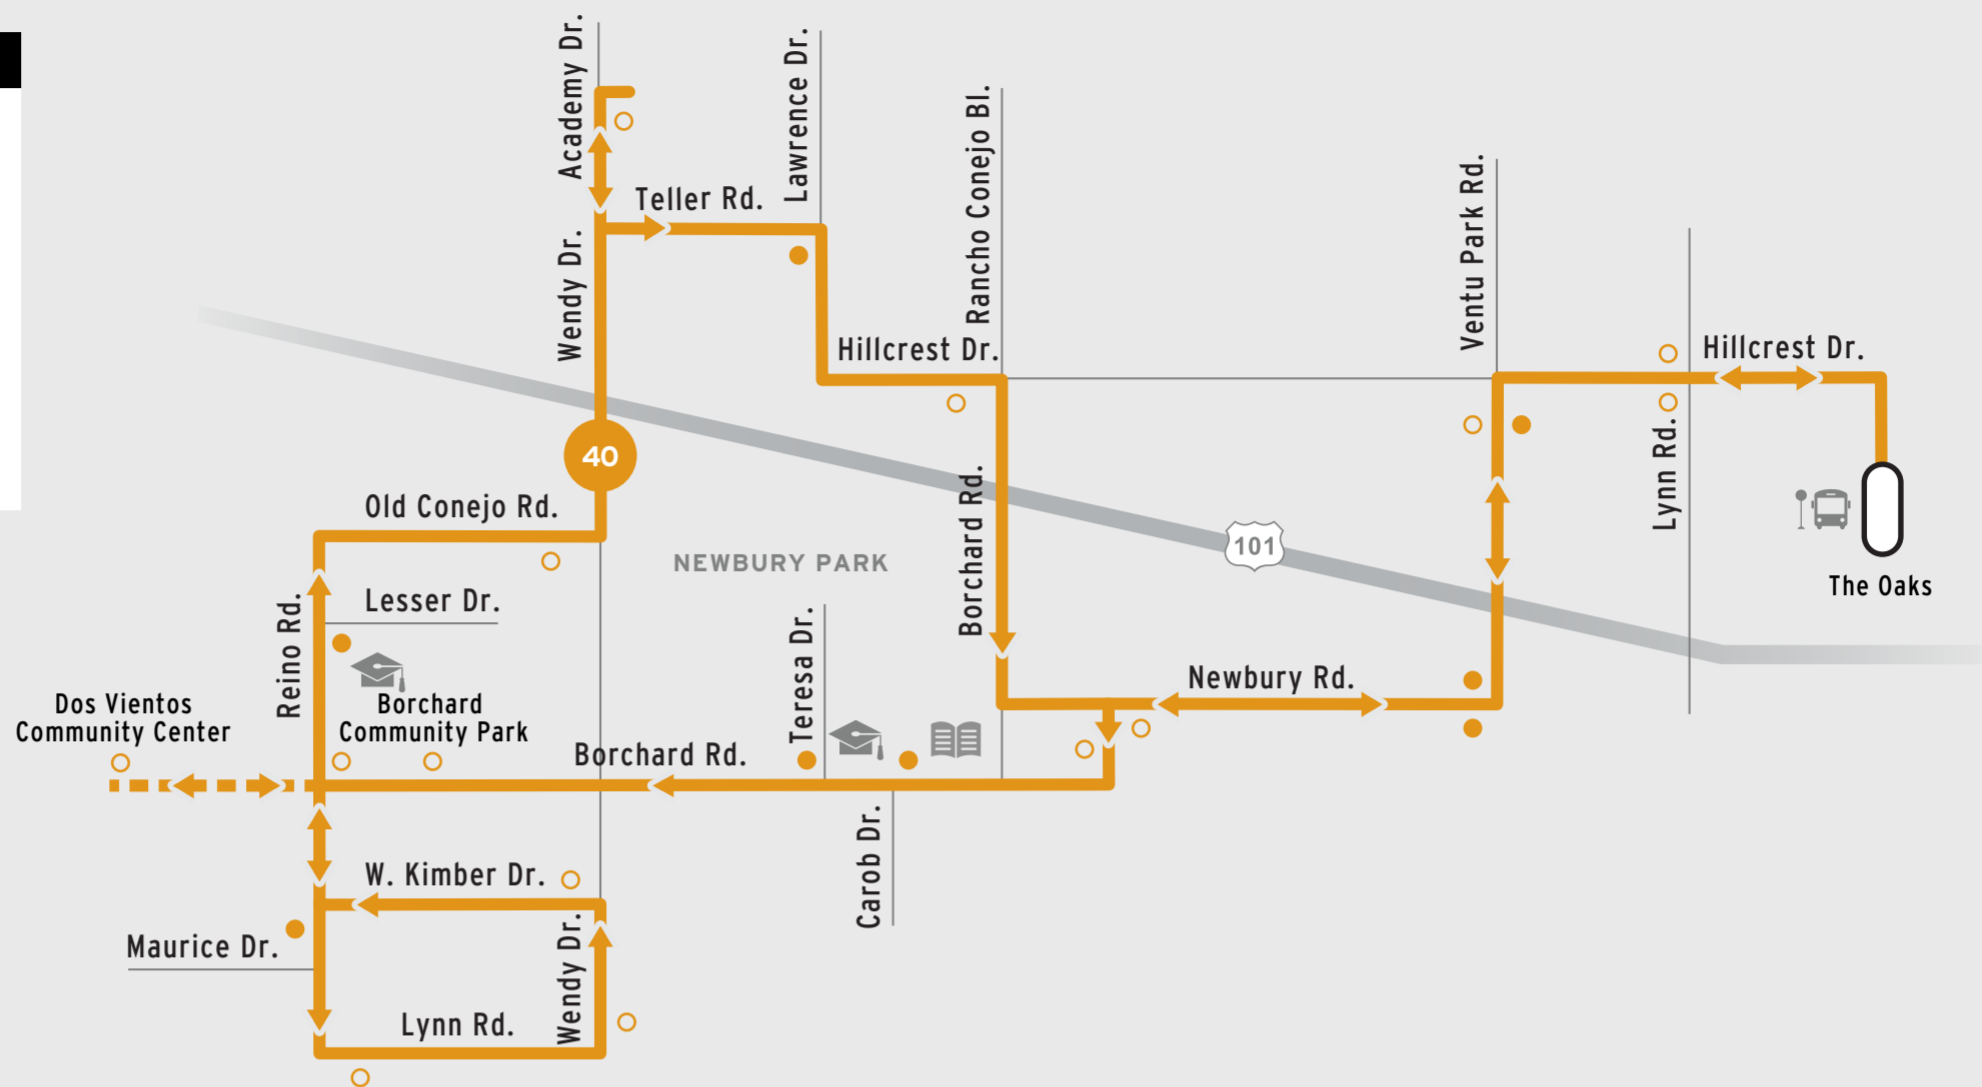 Academy Dr.
Lawrence Dr.
Rancho Conejo Bl.
Teller Rd.
Ventu Park Rd.
Wendy Dr.
Hillcrest Dr.
Hillcrest Dr.
40
Lynn Rd.
Old Conejo Rd.
Borchard Rd.
101
NEWBURY PARK
The Oaks
Lesser Dr.
Reino Rd.
Teresa Dr.
Newbury Rd.
Dos Vientos
Community Center
Borchard
Community Park
Borchard Rd.
Carob Dr.
W. Kimber Dr.
Maurice Dr.
Wendy Dr.
Lynn Rd.